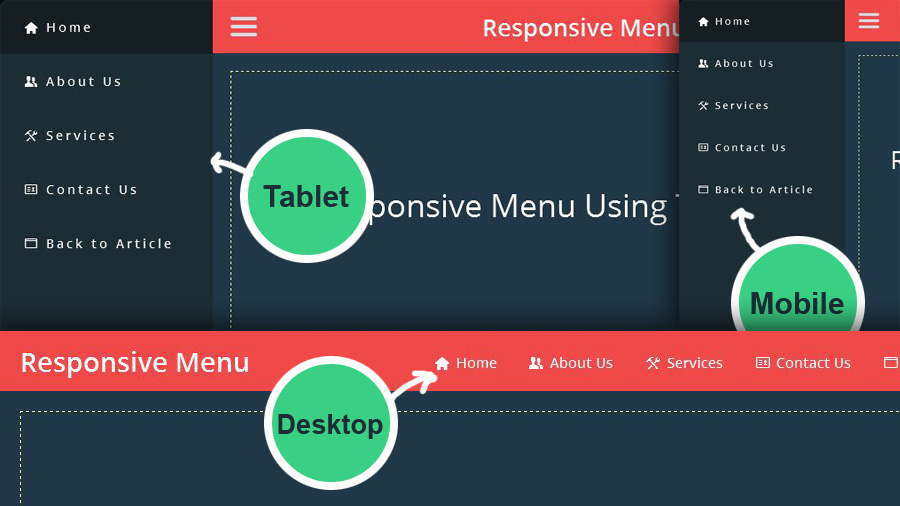 Home
About Us
Services
Contact Us
Back to Article
Responsive Menu
Tablet
ponsive Menu Using
Home
About Us
Services
Contact Us
Back to Article
R
Mobile
Responsive Menu
Home
About Us
Services
Contact Us
Desktop